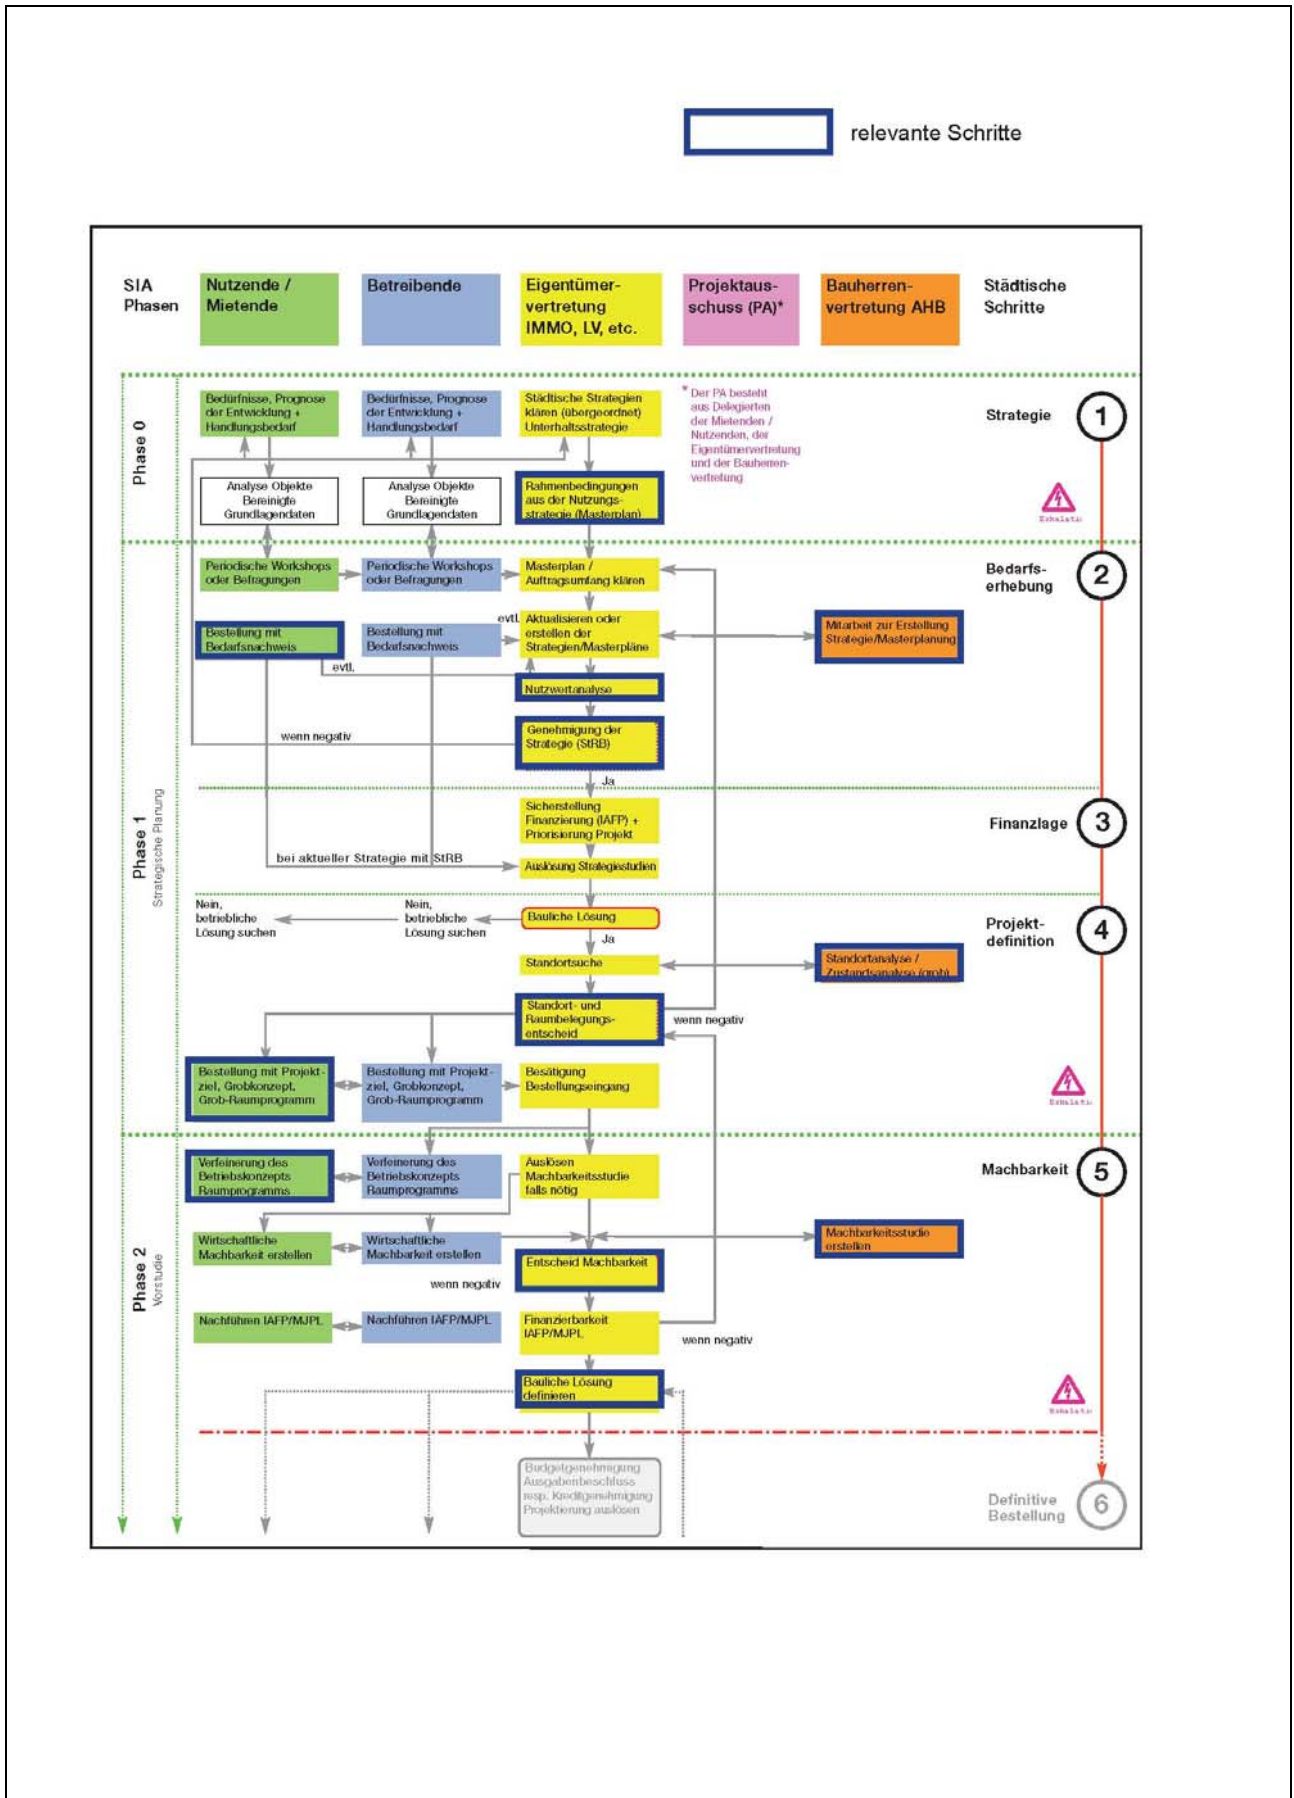 relevante Schritte
SIA
Phasen
Nutzende /
Mietende
Betreibende
Eigentümer-
vertretung
IMMO, LV, etc.
Projektaus-
schuss (PA)*
Bauherren-
vertretung AHB
Städtische
Schritte
Phase 0
Bedürfnisse, Prognose
der Entwicklung +
Handlungsbedarf
Bedürfnisse, Prognose
der Entwicklung +
Handlungsbedarf
Städtische Strategien
klären (übergeordnet)
Unterhaltsstrategie
* Der PA besteht
aus Delegierten
der Mietenden /
Nutzenden, der
Eigentümervertretung
und der Bauherren-
vertretung
Strategie
1
Analyse Objekte
Bereinigte
Grundlagendaten
Analyse Objekte
Bereinigte
Grundlagendaten
Rahmenbedingungen
aus der Nutzungs-
strategie (Masterplan)
Phase 1
Strategische Planung
Periodische Workshops
oder Befragungen
Periodische Workshops
oder Befragungen
Masterplan /
Auftragsumfang klären
Bedarfs-
erhebung
2
Bestellung mit
Bedarfsnachweis
Bestellung mit
Bedarfsnachweis
evtl.
Aktualisieren oder
erstellen der
Strategien/Masterpläne
Mitarbeit zur Erstellung
Strategie/Masterplanung
evtl.
Nutzwertanalyse
wenn negativ
Genehmigung der
Strategie (StRB)
Ja
Sicherstellung
Finanzierung (IAFP) +
Priorisierung Projekt
Finanzlage
3
bei aktueller Strategie mit StRB
Auslösung Strategiestudien
Nein,
betriebliche
Lösung suchen
Nein,
betriebliche
Lösung suchen
Bauliche Lösung
Ja
Projekt-
definition
4
Standortsuche
Standortanalyse /
Zustandsanalyse (grob)
Standort- und
Raumbelegungs-
entscheid
wenn negativ
Bestellung mit Projekt-
ziel, Grobkonzept,
Grob-Raumprogramm
Bestellung mit Projekt-
ziel, Grobkonzept,
Grob-Raumprogramm
Besätigung
Bestellungseingang
Phase 2
Vorstudie
Verfeinerung des
Betriebskonzepts
Raumprogramms
Verfeinerung des
Betriebskonzepts
Raumprogramms
Auslösen
Machbarkeitsstudie
falls nötig
Machbarkeit
5
Wirtschaftliche
Machbarkeit erstellen
Wirtschaftliche
Machbarkeit erstellen
Machbarkeitsstudie
erstellen
Entscheid Machbarkeit
wenn negativ
Nachführen IAFP/MJPL
Nachführen IAFP/MJPL
Finanzierbarkeit
IAFP/MJPL
wenn negativ
Bauliche Lösung
definieren
Budgetgenehmigung
Ausgabenbeschluss
resp. Kreditgenehmigung
Projektierung auslösen
Definitive
Bestellung
6